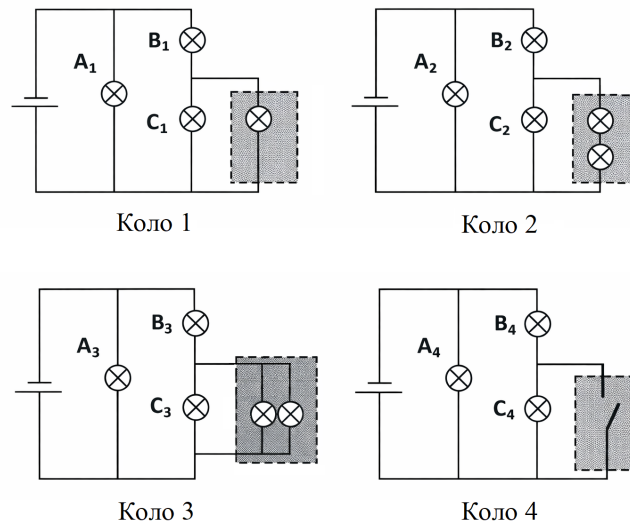 B₁
A₁
C₁
Коло 1
B₂
A₂
C₂
Коло 2
B₃
A₃
C₃
Коло 3
B₄
A₄
C₄
Коло 4